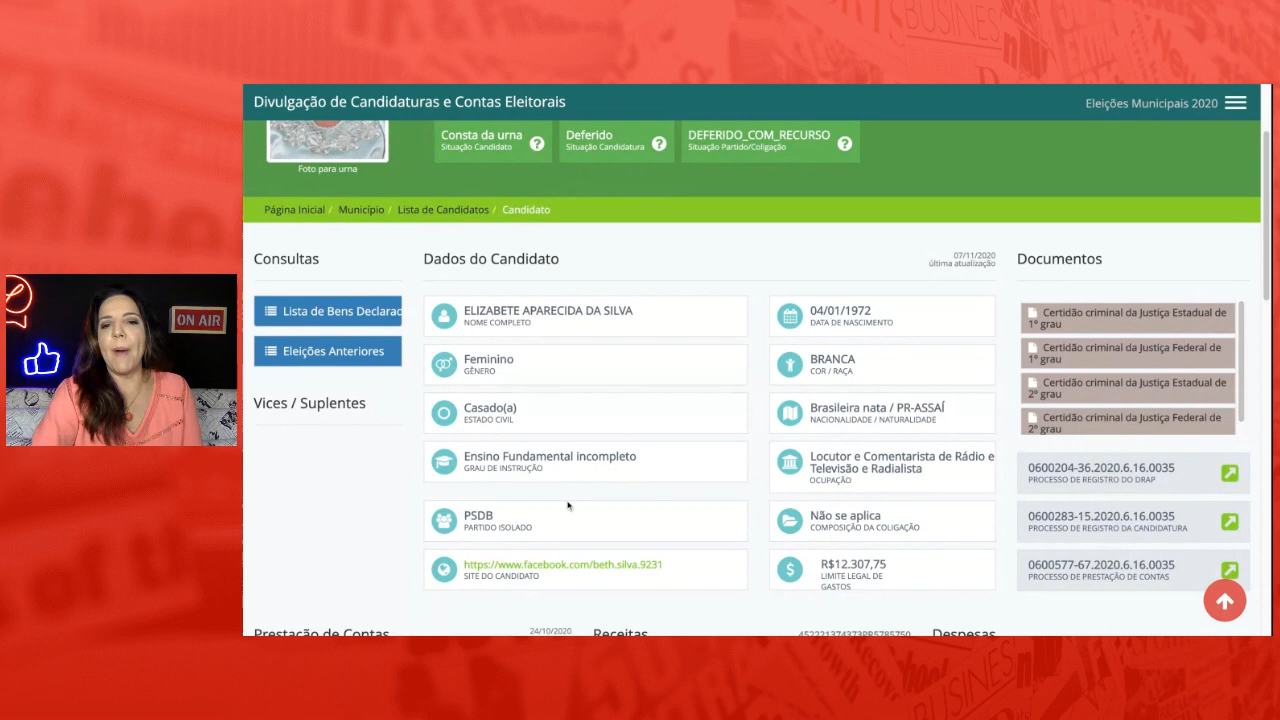 Divulgação de Candidaturas e Contas Eleitorais
Eleições Municipais 2020
Consta da urna
Situação Candidato
Deferido
Situação Candidatura
DEFERIDO_COM_RECURSO
Situação Partido/Coligação
Foto para urna
Página Inicial / Município / Lista de Candidatos / Candidato
Consultas
Lista de Bens Declarad
Eleições Anteriores
Vices / Suplentes
Dados do Candidato
07/11/2020
última atualização
ELIZABETE APARECIDA DA SILVA
NOME COMPLETO
04/01/1972
DATA DE NASCIMENTO
Feminino
GÊNERO
BRANCA
COR / RAÇA
Casado(a)
ESTADO CIVIL
Brasileira nata / PR-ASSAÍ
NACIONALIDADE / NATURALIDADE
Ensino Fundamental incompleto
GRAU DE INSTRUÇÃO
Locutor e Comentarista de Rádio e
Televisão e Radialista
OCUPAÇÃO
PSDB
PARTIDO ISOLADO
Não se aplica
COMPOSIÇÃO DA COLIGAÇÃO
https://www.facebook.com/beth.silva.9231
SITE DO CANDIDATO
R$12.307,75
LIMITE LEGAL DE
GASTOS
Documentos
Certidão criminal da Justiça Estadual de
1º grau
Certidão criminal da Justiça Federal de
1º grau
Certidão criminal da Justiça Estadual de
2º grau
Certidão criminal da Justiça Federal de
2º grau
0600204-36.2020.6.16.0035
PROCESSO DE REGISTRO DO DRAP
0600283-15.2020.6.16.0035
PROCESSO DE REGISTRO DA CANDIDATURA
0600577-67.2020.6.16.0035
PROCESSO DE PRESTAÇÃO DE CONTAS
Prestação de Contas
24/10/2020
Receitas
Despesas
ON AIR
BUSINESS